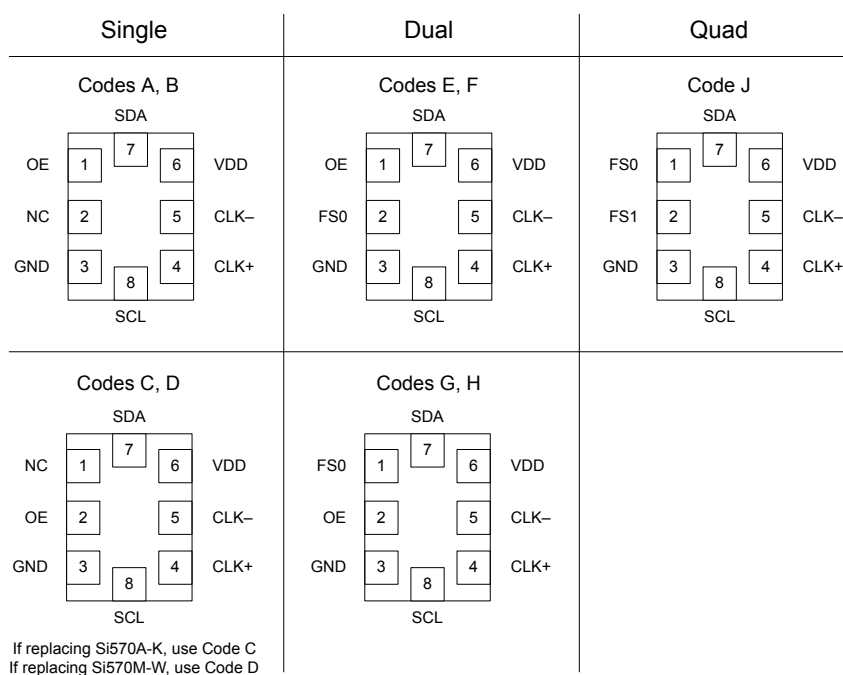 Single Dual Quad
Codes A, B Codes E, F Code J
SDA SDA SDA
7 7 7
OE 1 6 VDD OE 1 6 VDD FS0 1 6 VDD
NC 2 5 CLK– FS0 2 5 CLK– FS1 2 5 CLK–
GND 3 4 CLK+ GND 3 4 CLK+ GND 3 4 CLK+
8 8 8
SCL SCL SCL
Codes C, D Codes G, H
SDA SDA
7 7
NC 1 6 VDD FS0 1 6 VDD
OE 2 5 CLK– OE 2 5 CLK–
GND 3 4 CLK+ GND 3 4 CLK+
8 8
SCL SCL
If replacing Si570A-K, use Code C
If replacing Si570M-W, use Code D